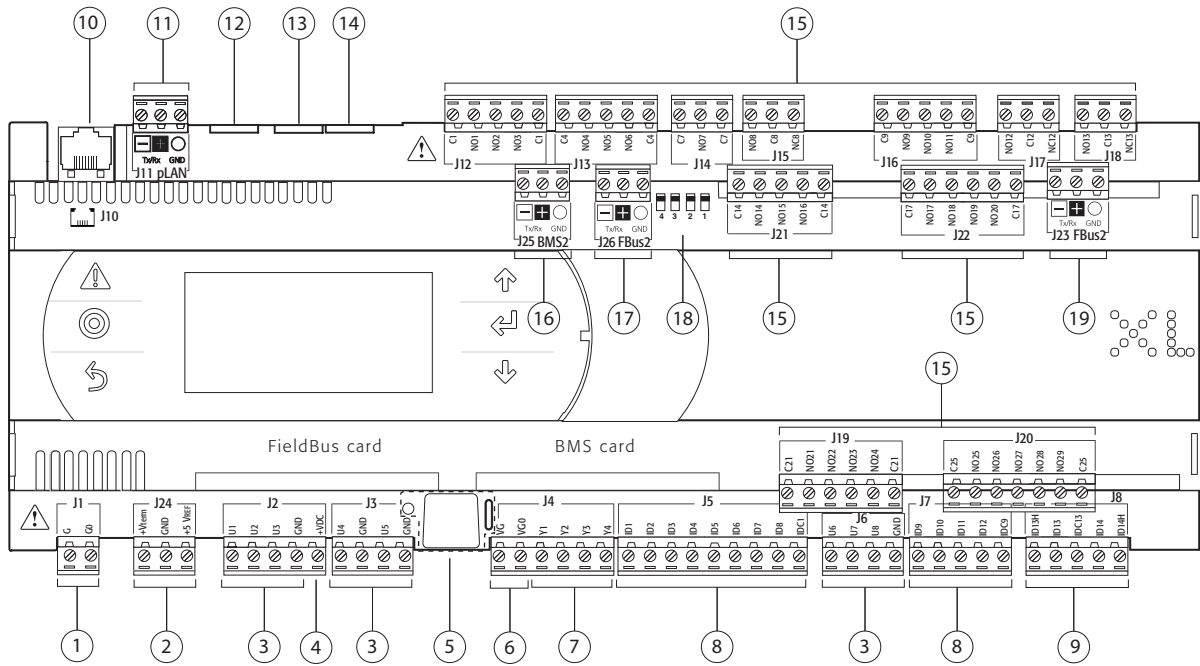 10 11 12 13 14 15
C1 NO1 NO2 NO3 C1
C4 NO4 NO5 NO6 C4
C7 NO7 C7
NO8 C8 NC8
C9 NO9 NO10 NO11 C9
NO12 C12 NC12
NO13 C13 NC13
Tx/Rx GND
J11 pLAN
J12 J13 J14 J15 J16 J17 J18
J10
Tx/Rx GND
J25 BMS2
Tx/Rx GND
J26 FBus2
4 3 2 1
C14 NO14 NO15 NO16 C14
J21
C17 NO17 NO18 NO19 NO20 C17
J22
Tx/Rx GND
J23 FBus2
16 17 18 15 15 19
XL
15
FieldBus card BMS card
J19 J20
C21 NO21 NO22 NO23 NO24 C21
C25 NO25 NO26 NO27 NO28 NO29 C25
J1 J24 J2 J3 J4 J5 J6 J7 J8
G G0
+Vterm GND +5 VREF
U1 U2 U3 GND +VDC
U4 GND U5 GND
VG VG0 Y1 Y2 Y3 Y4
ID1 ID2 ID3 ID4 ID5 ID6 ID7 ID8 IDC1
U6 U7 U8 GND
ID9 ID10 ID11 ID12 IDC9
ID13H ID13 IDC13 ID14 ID14H
1 2 3 4 3 5 6 7 8 3 8 9